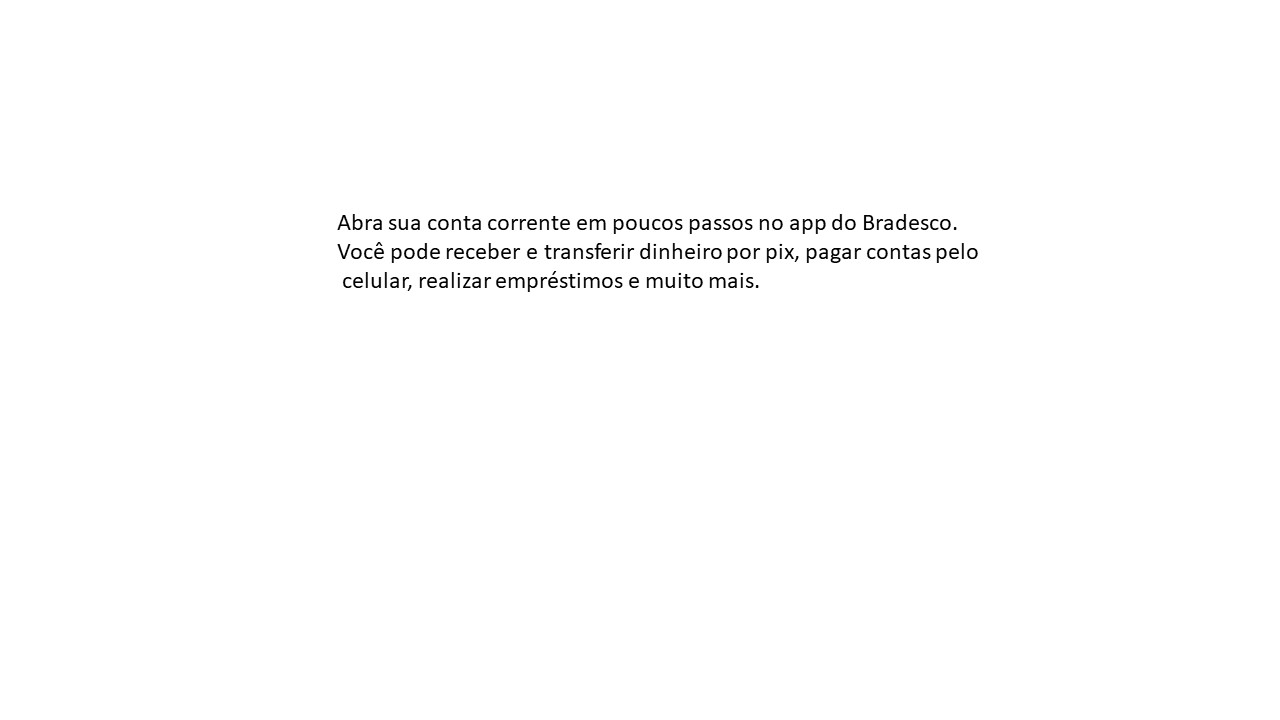 Abra sua conta corrente em poucos passos no app do Bradesco.
Você pode receber e transferir dinheiro por pix, pagar contas pelo
celular, realizar empréstimos e muito mais.